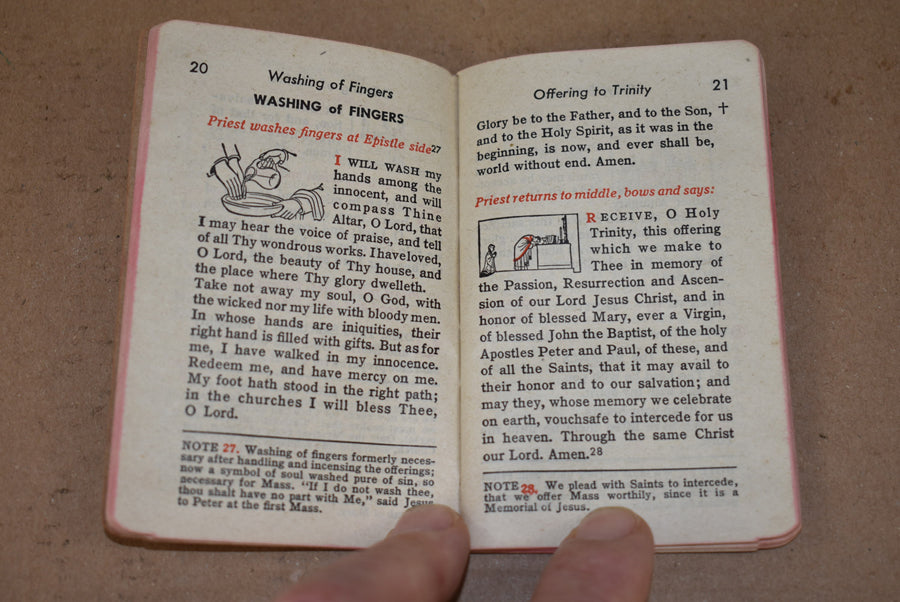 20
Washing of Fingers
WASHING of FINGERS
Priest washes fingers at Epistle side27
I WILL WASH my
hands among the
innocent, and will
compass Thine
Altar, O Lord, that
I may hear the voice of praise, and tell
of all Thy wondrous works. I have loved,
O Lord, the beauty of Thy house, and
the place where Thy glory dwelleth.
Take not away my soul, O God, with
the wicked nor my life with bloody men.
In whose hands are iniquities, their
right hand is filled with gifts. But as for
me, I have walked in my innocence.
Redeem me, and have mercy on me.
My foot hath stood in the right path;
in the churches I will bless Thee,
O Lord.
NOTE 27. Washing of fingers formerly neces-
sary after handling and incensing the offerings;
now a symbol of soul washed pure of sin, so
necessary for Mass. "If I do not wash thee,
thou shalt have no part with Me," said Jesus
to Peter at the first Mass.
Offering to Trinity
21
Glory be to the Father, and to the Son, †
and to the Holy Spirit, as it was in the
beginning, is now, and ever shall be,
world without end. Amen.
Priest returns to middle, bows and says:
RECEIVE, O Holy
Trinity, this offering
which we make to
Thee in memory of
the Passion, Resurrection and Ascen-
sion of our Lord Jesus Christ, and in
honor of blessed Mary, ever a Virgin,
of blessed John the Baptist, of the holy
Apostles Peter and Paul, of these, and
of all the Saints, that it may avail to
their honor and to our salvation; and
may they, whose memory we celebrate
on earth, vouchsafe to intercede for us
in heaven. Through the same Christ
our Lord. Amen.28
NOTE 28. We plead with Saints to intercede,
that we offer Mass worthily, since it is a
Memorial of Jesus.